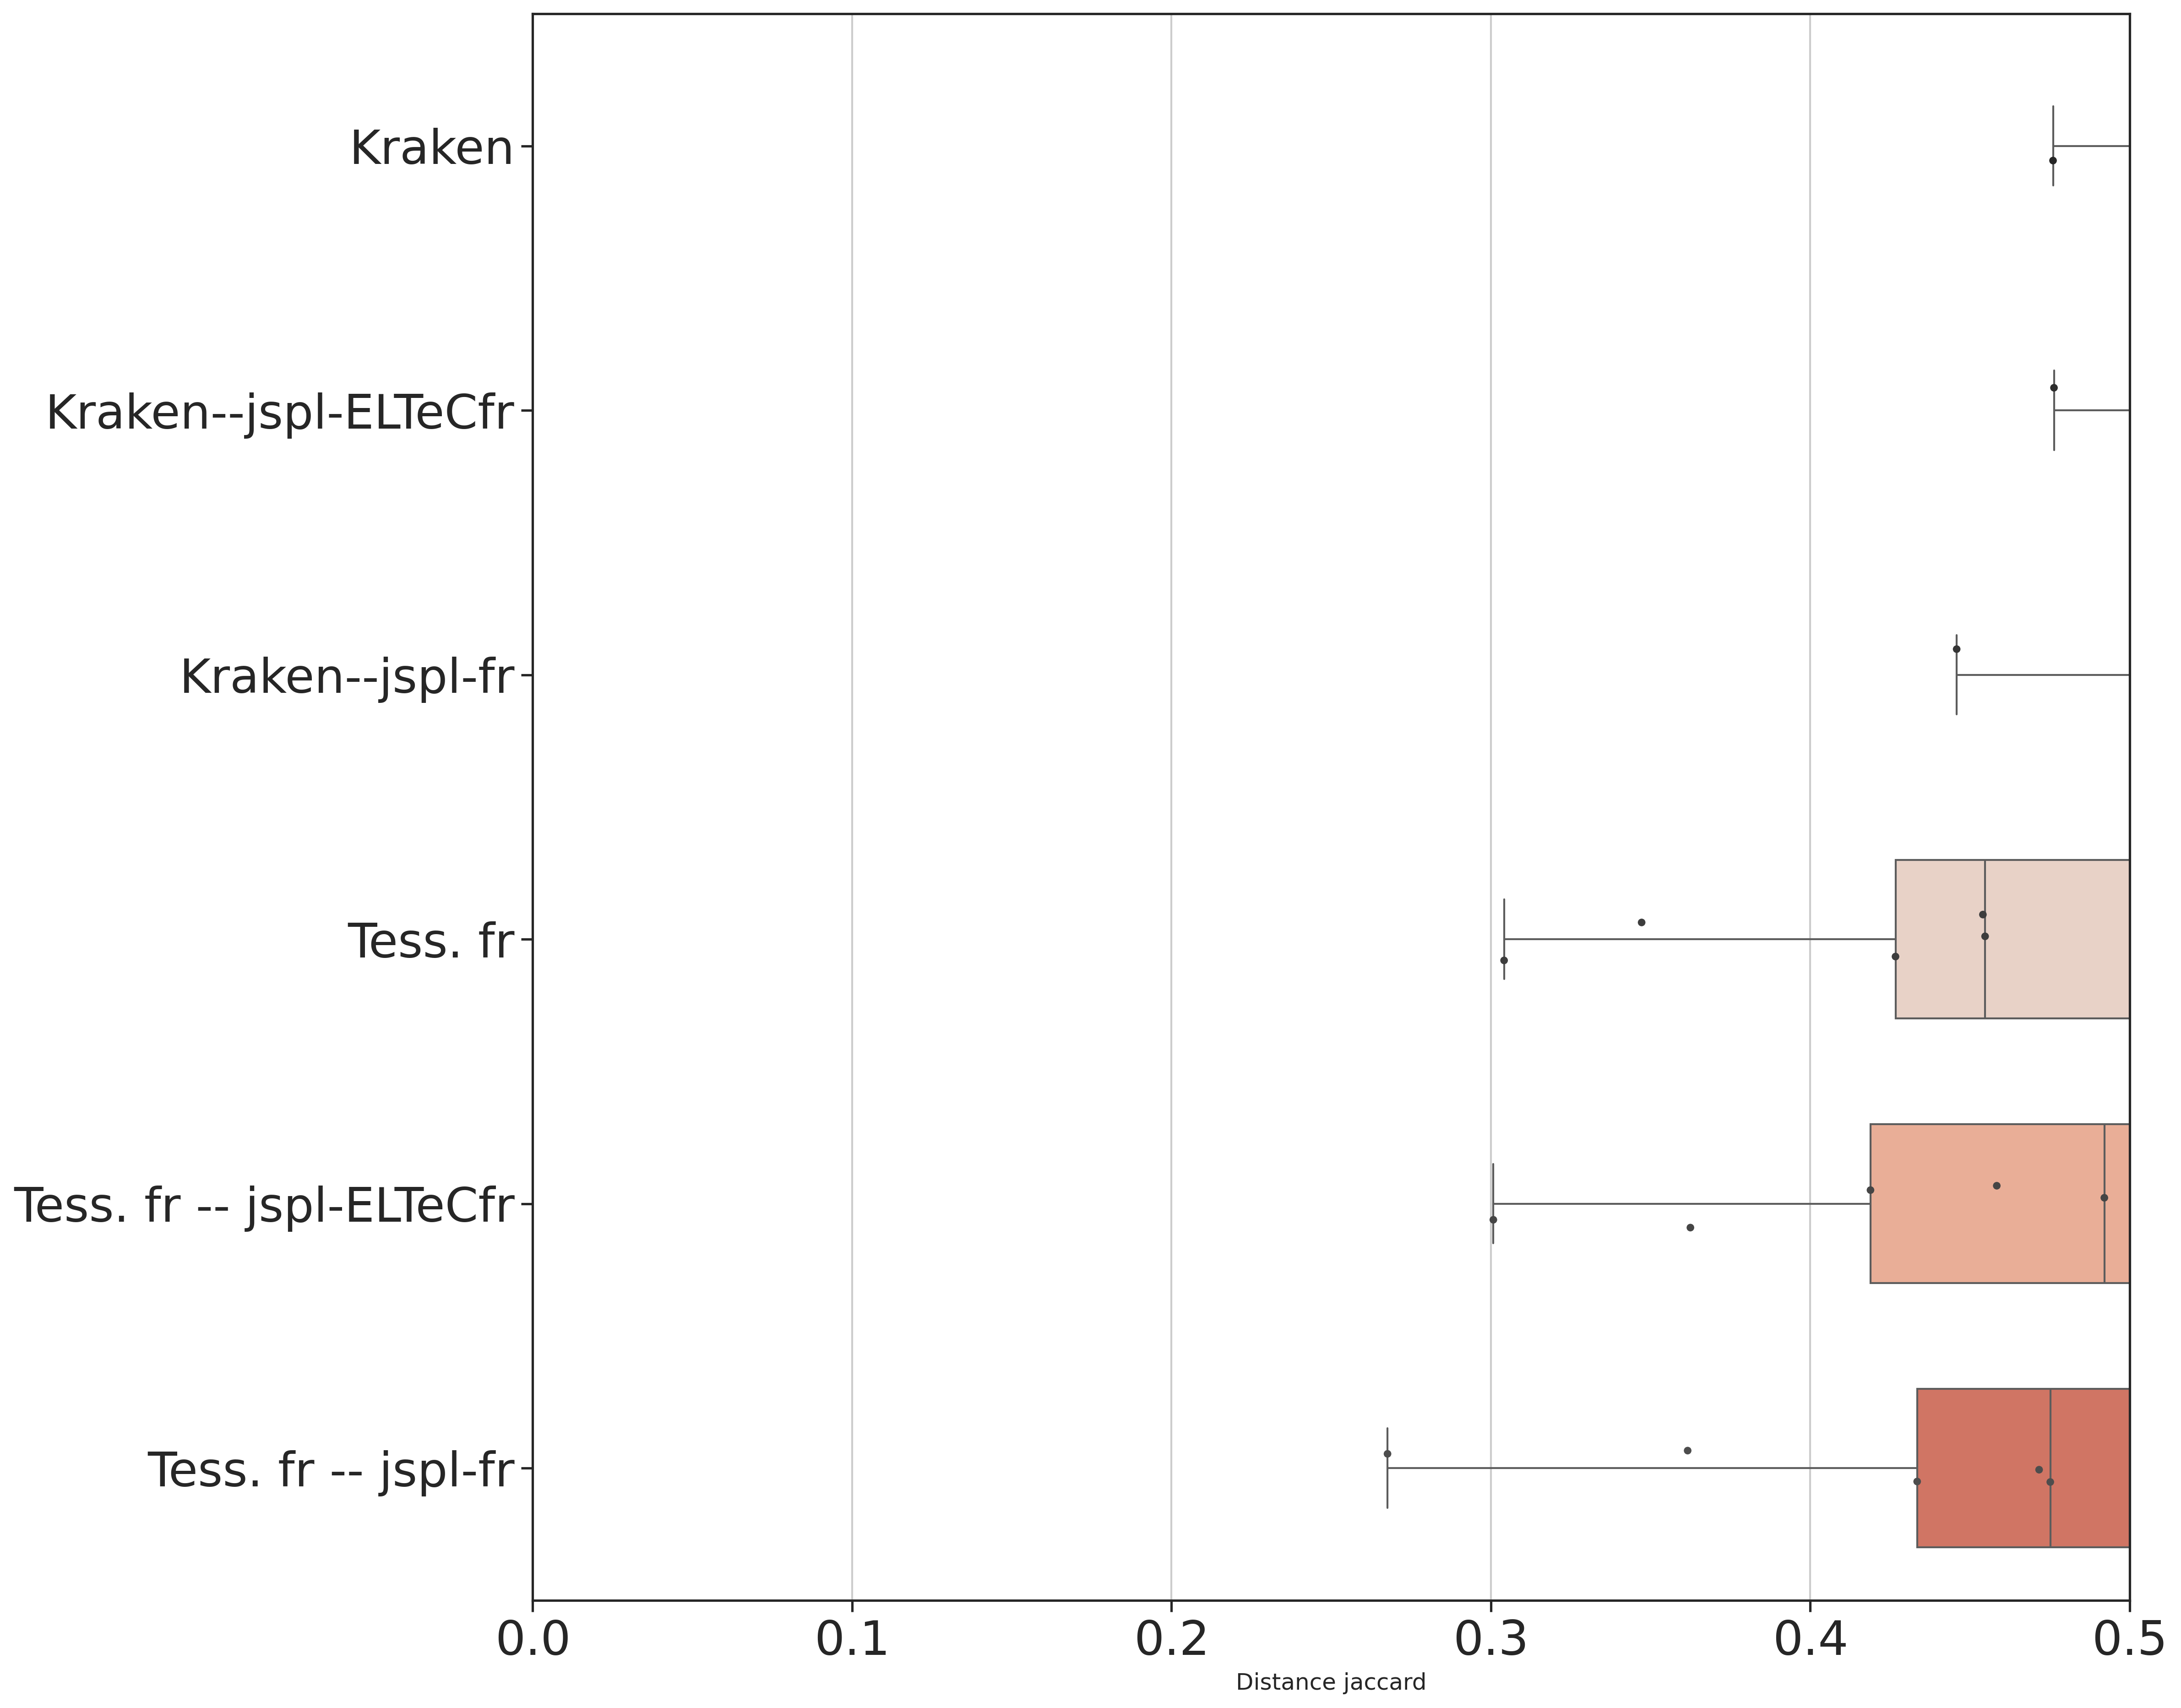 Kraken
Kraken--jspl-ELTeCfr
Kraken--jspl-fr
Tess. fr
Tess. fr -- jspl-ELTeCfr
Tess. fr -- jspl-fr
0.0 0.1 0.2 0.3 0.4 0.5
Distance jaccard